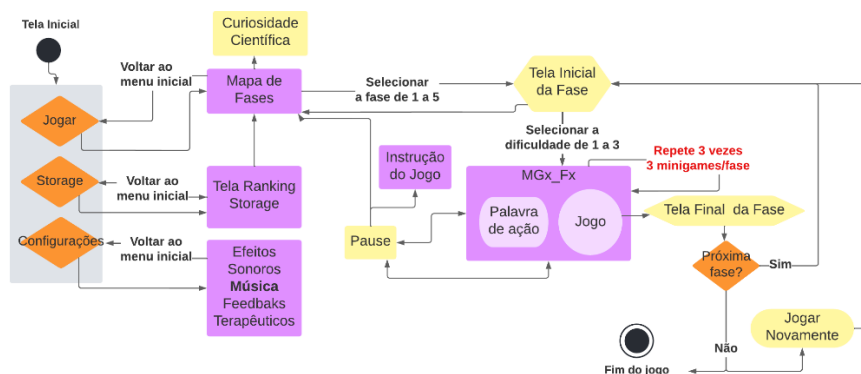 Tela Inicial
Curiosidade
Científica
Voltar ao
menu inicial
Mapa de
Fases
Selecionar
a fase de 1 a 5
Tela Inicial
da Fase
Jogar
Selecionar a
dificuldade de 1 a 3
Repete 3 vezes
3 minigames/fase
Instrução
do Jogo
MGx_Fx
Storage
Voltar ao
menu inicial
Tela Ranking
Storage
Palavra
de ação
Jogo
Tela Final da Fase
Configurações
Voltar ao
menu inicial
Pause
Efeitos
Sonoros
Música
Feedbaks
Terapêuticos
Próxima
fase?
Sim
Jogar
Novamente
Não
Fim do jogo